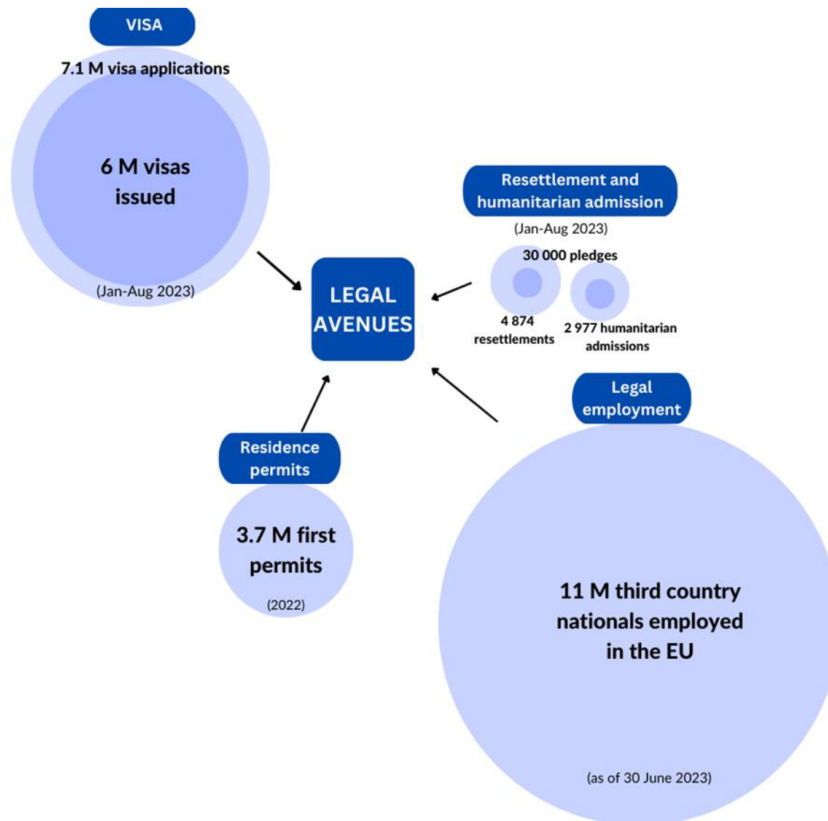 VISA
7.1 M visa applications
6 M visas
issued
(Jan-Aug 2023)
Resettlement and
humanitarian admission
(Jan-Aug 2023)
30 000 pledges
4 874
resettlements
2 977 humanitarian
admissions
LEGAL
AVENUES
Legal
employment
11 M third country
nationals employed
in the EU
(as of 30 June 2023)
Residence
permits
3.7 M first
permits
(2022)